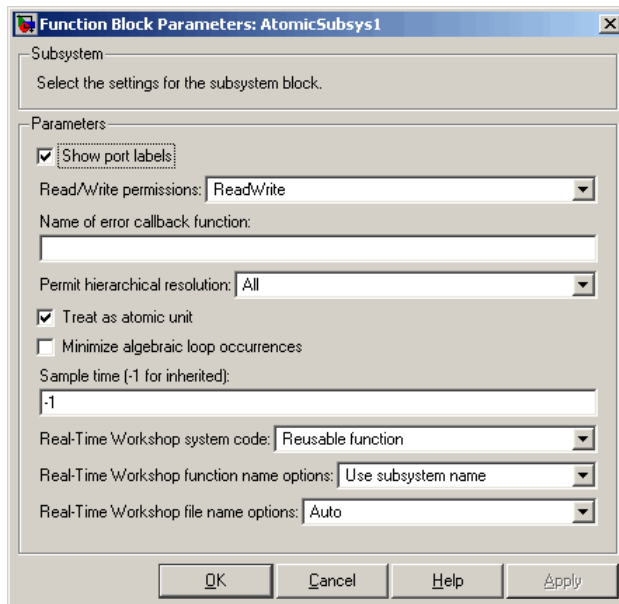 Function Block Parameters: AtomicSubsys1
Subsystem
Select the settings for the subsystem block.
Parameters
Show port labels
Read/Write permissions: ReadWrite
Name of error callback function:
Permit hierarchical resolution: All
Treat as atomic unit
Minimize algebraic loop occurrences
Sample time (-1 for inherited):
-1
Real-Time Workshop system code: Reusable function
Real-Time Workshop function name options: Use subsystem name
Real-Time Workshop file name options: Auto
OK Cancel Help Apply